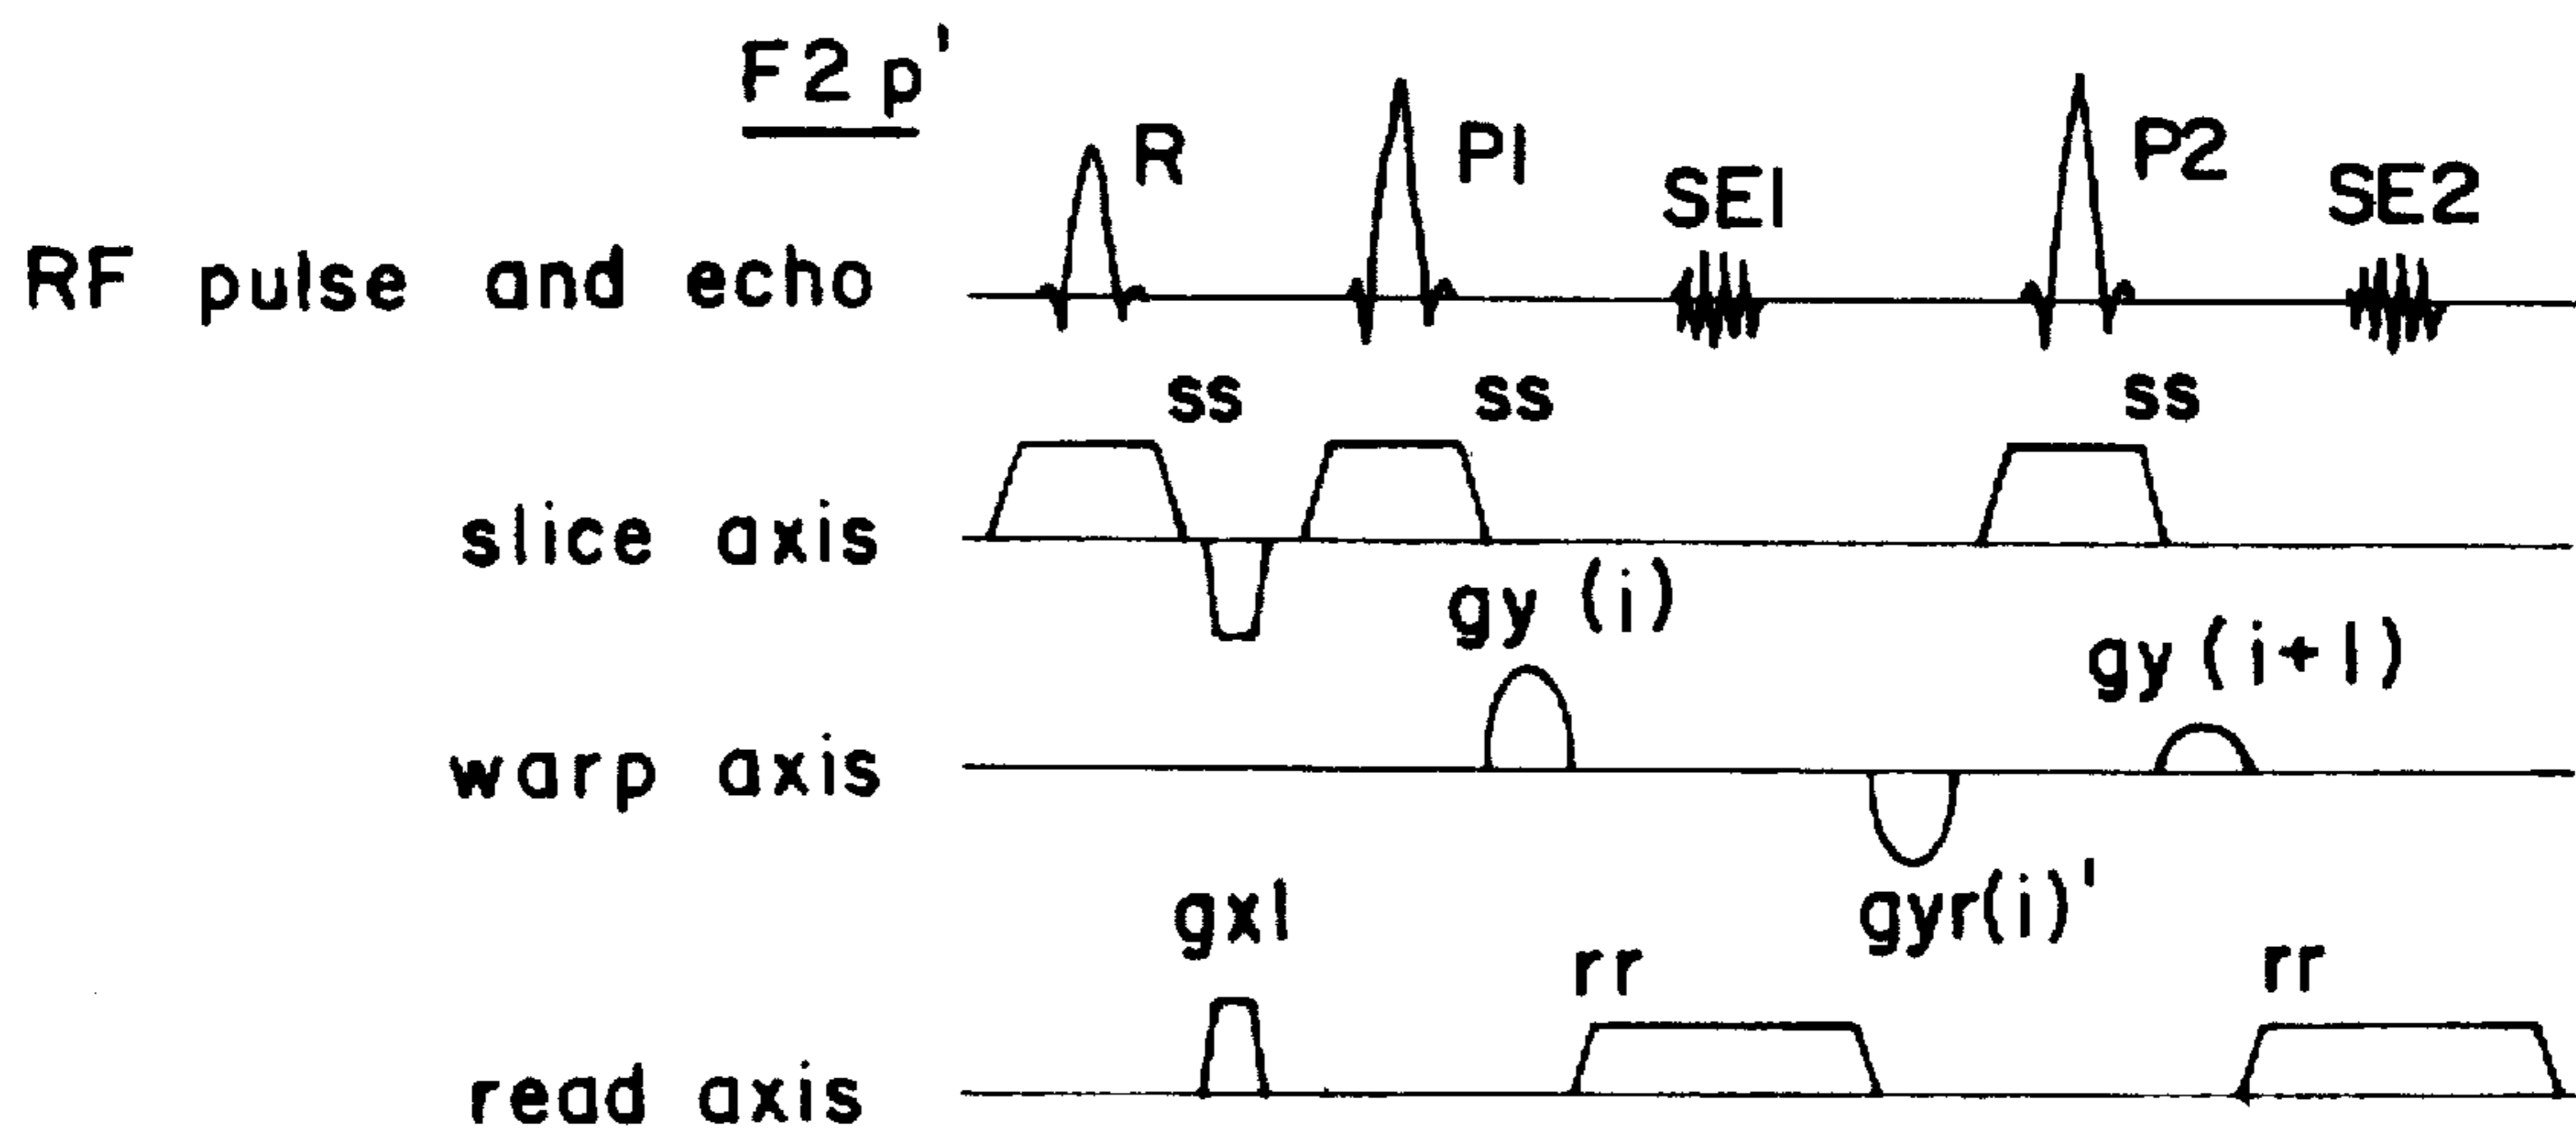 F2 p'
R P1 SE1 P2 SE2
RF pulse and echo
ss ss ss
slice axis
gy (i) gy (i+1)
warp axis
gyr(i)'
gx1 rr rr
read axis